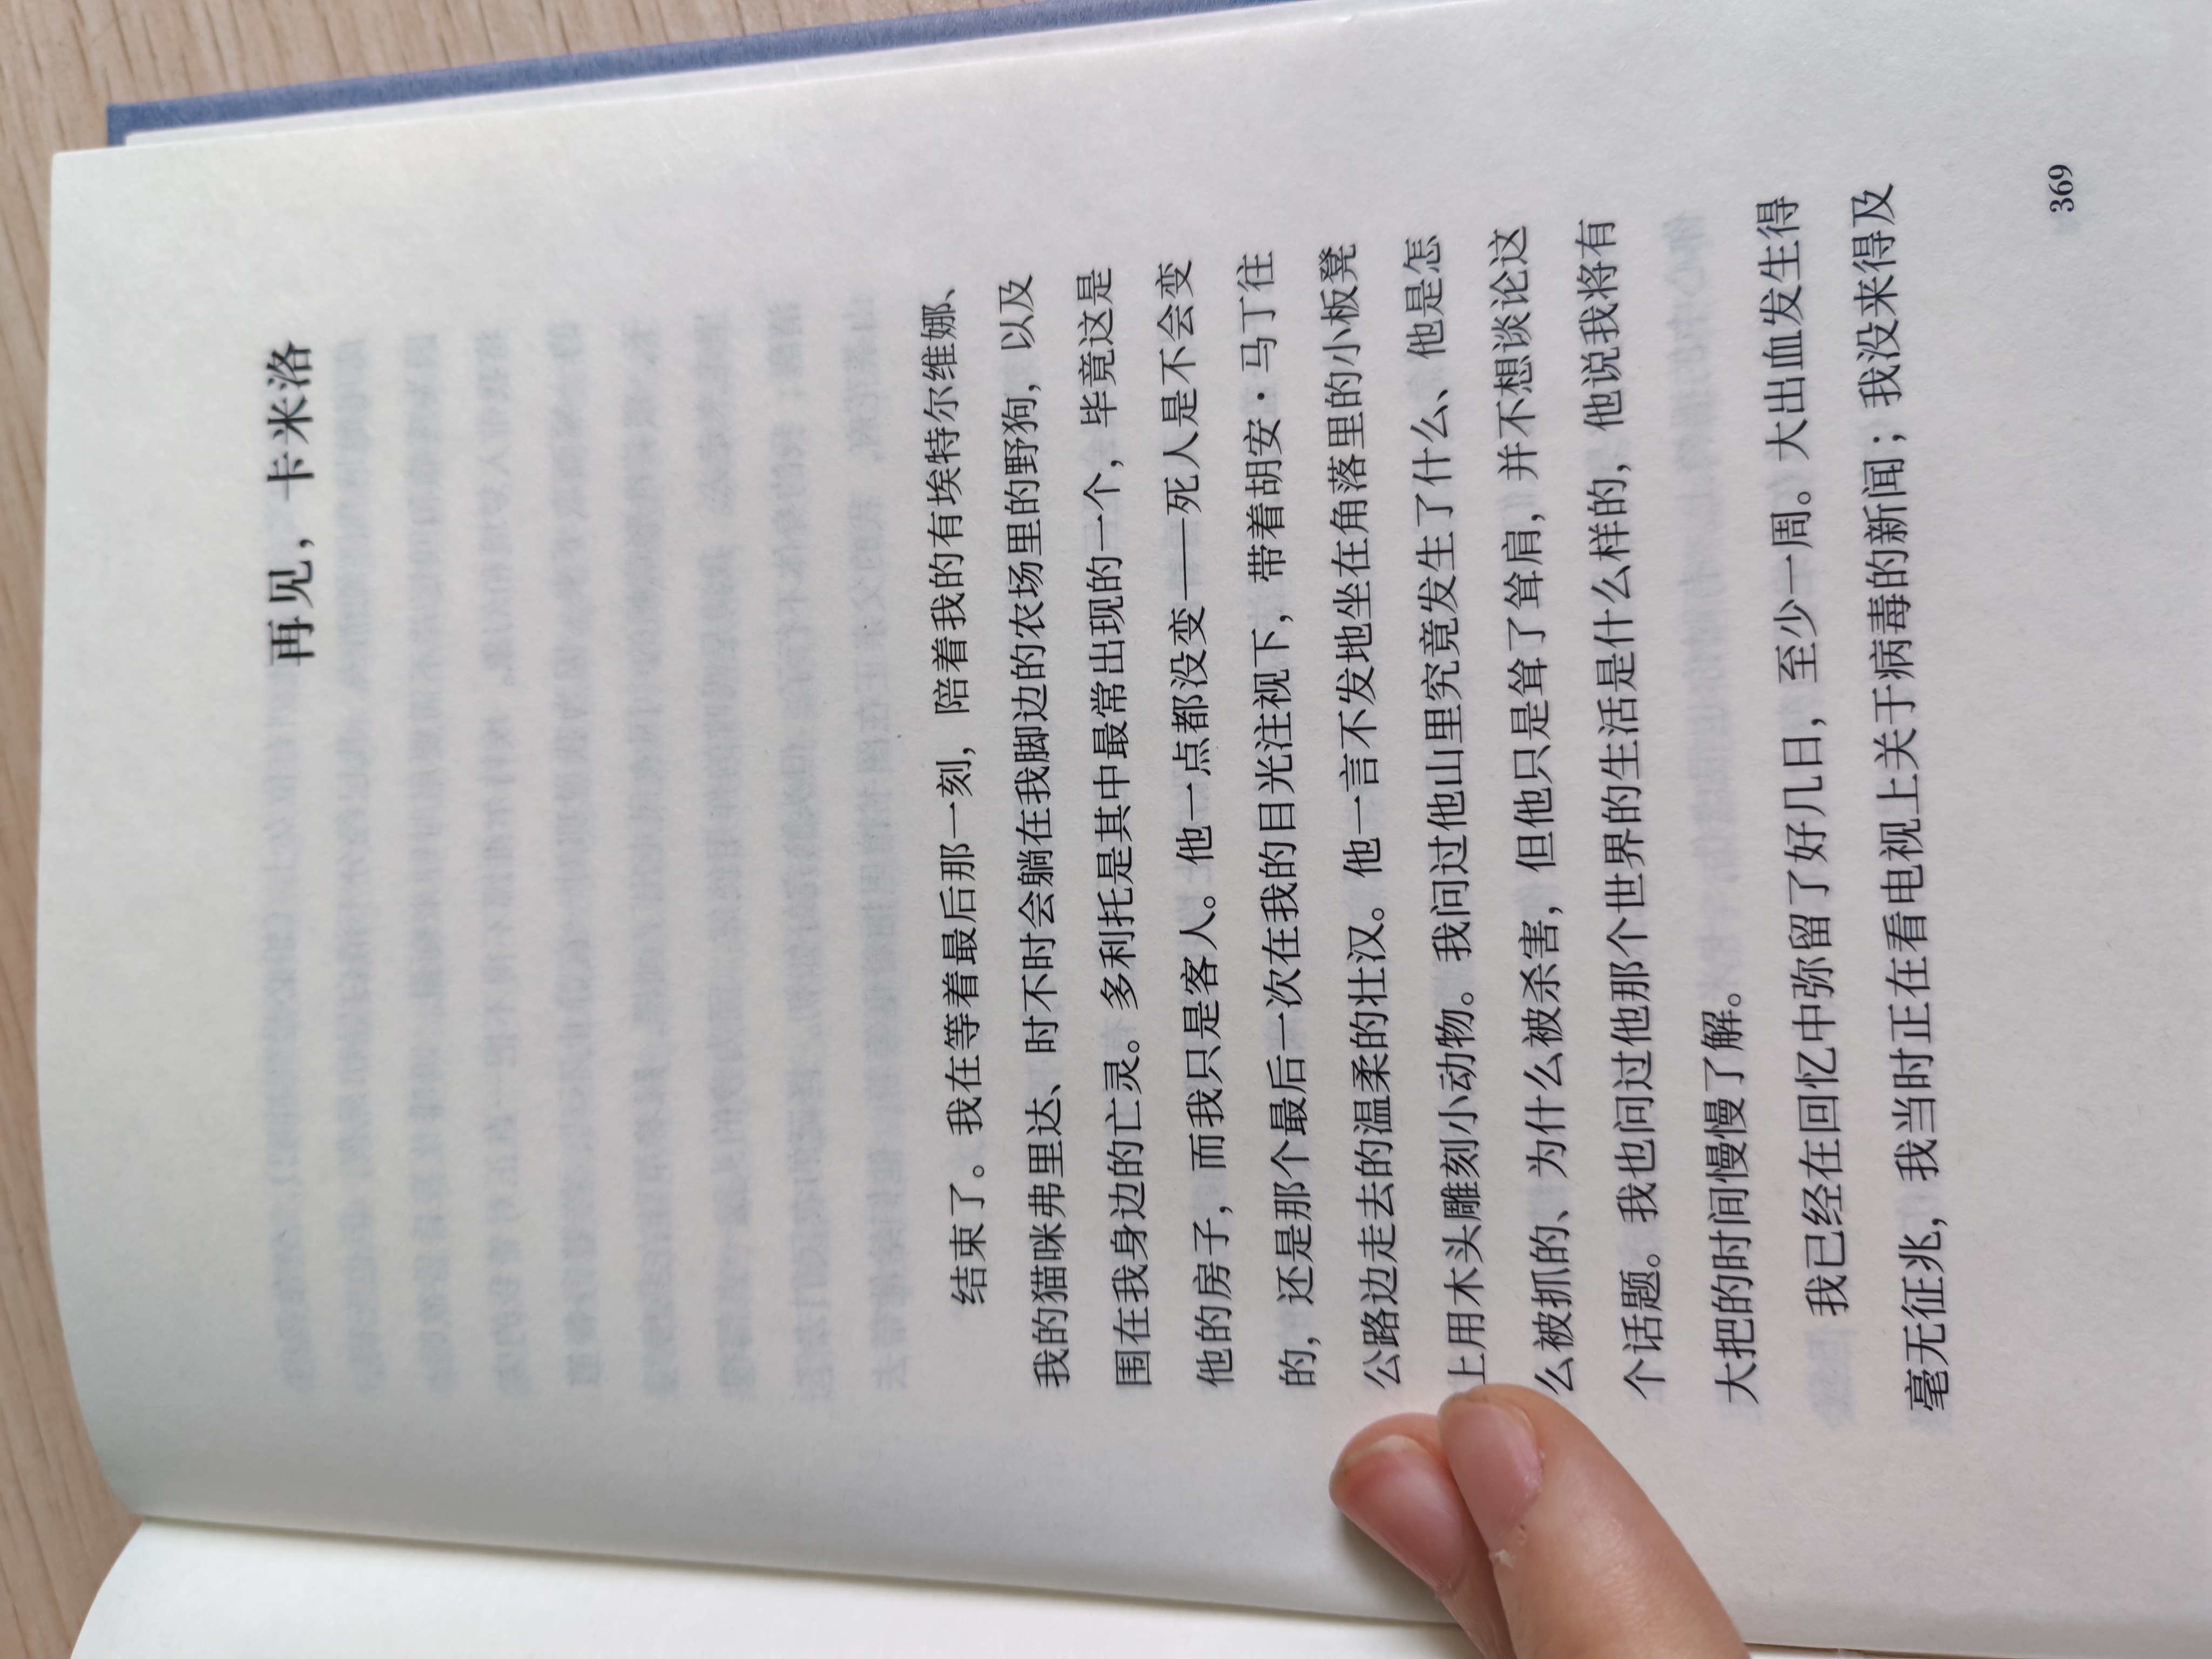 再见，卡米洛
结束了。我在等着最后那一刻，陪着我的有埃特尔维娜、
我的猫咪弗里达、时不时会躺在我脚边的农场里的野狗，以及
围在我身边的亡灵。多利托是其中最常出现的一个，毕竟这是
他的房子，而我只是客人。他一点都没变——死人是不会变
的，还是那个最后一次在我的目光注视下，带着胡安·马丁往
公路边走去的温柔的壮汉。他一言不发地坐在角落里的小板凳
上用木头雕刻小动物。我问过他山里究竟发生了什么、他是怎
么被抓的、为什么被杀害，但他只是耸了耸肩，并不想谈论这
个话题。我也问过他那个世界的生活是什么样的，他说我将有
大把的时间慢慢了解。
我已经在回忆中弥留了好几日，至少一周。大出血发生得
毫无征兆，我当时正在看电视上关于病毒的新闻；我没来得及
369